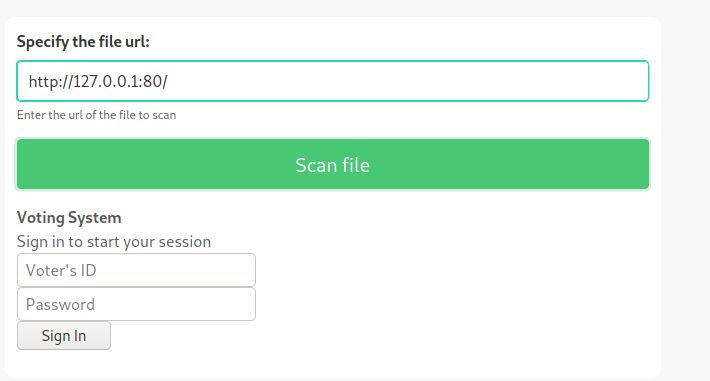 Specify the file url:
http://127.0.0.1:80/
Enter the url of the file to scan
Scan file
Voting System
Sign in to start your session
Voter's ID
Password
Sign In